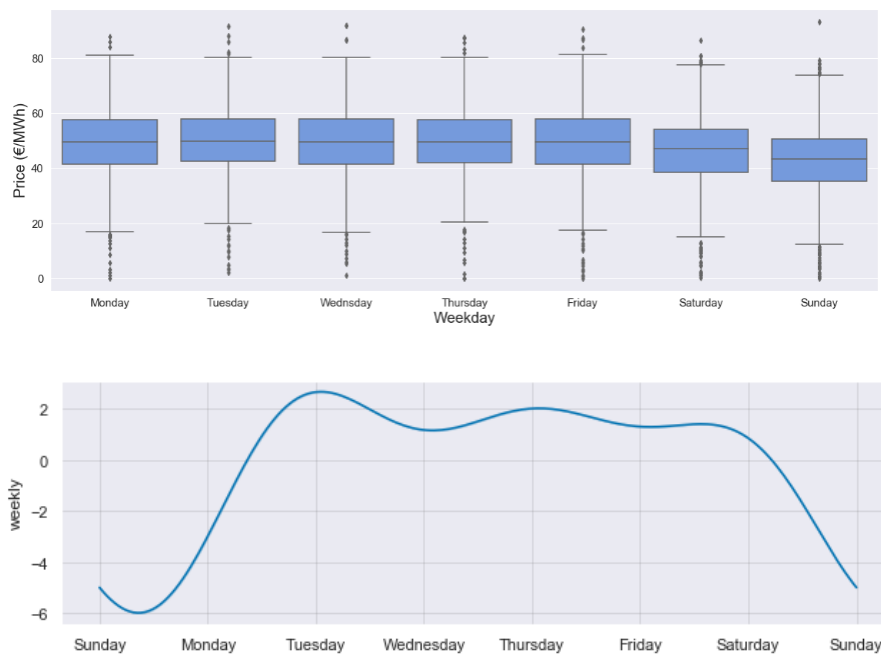 80
60
40
20
0
Price (€/MWh)
Monday Tuesday Wednsday Thursday Friday Saturday Sunday
Weekday
2
0
−2
−4
−6
weekly
Sunday Monday Tuesday Wednesday Thursday Friday Saturday Sunday